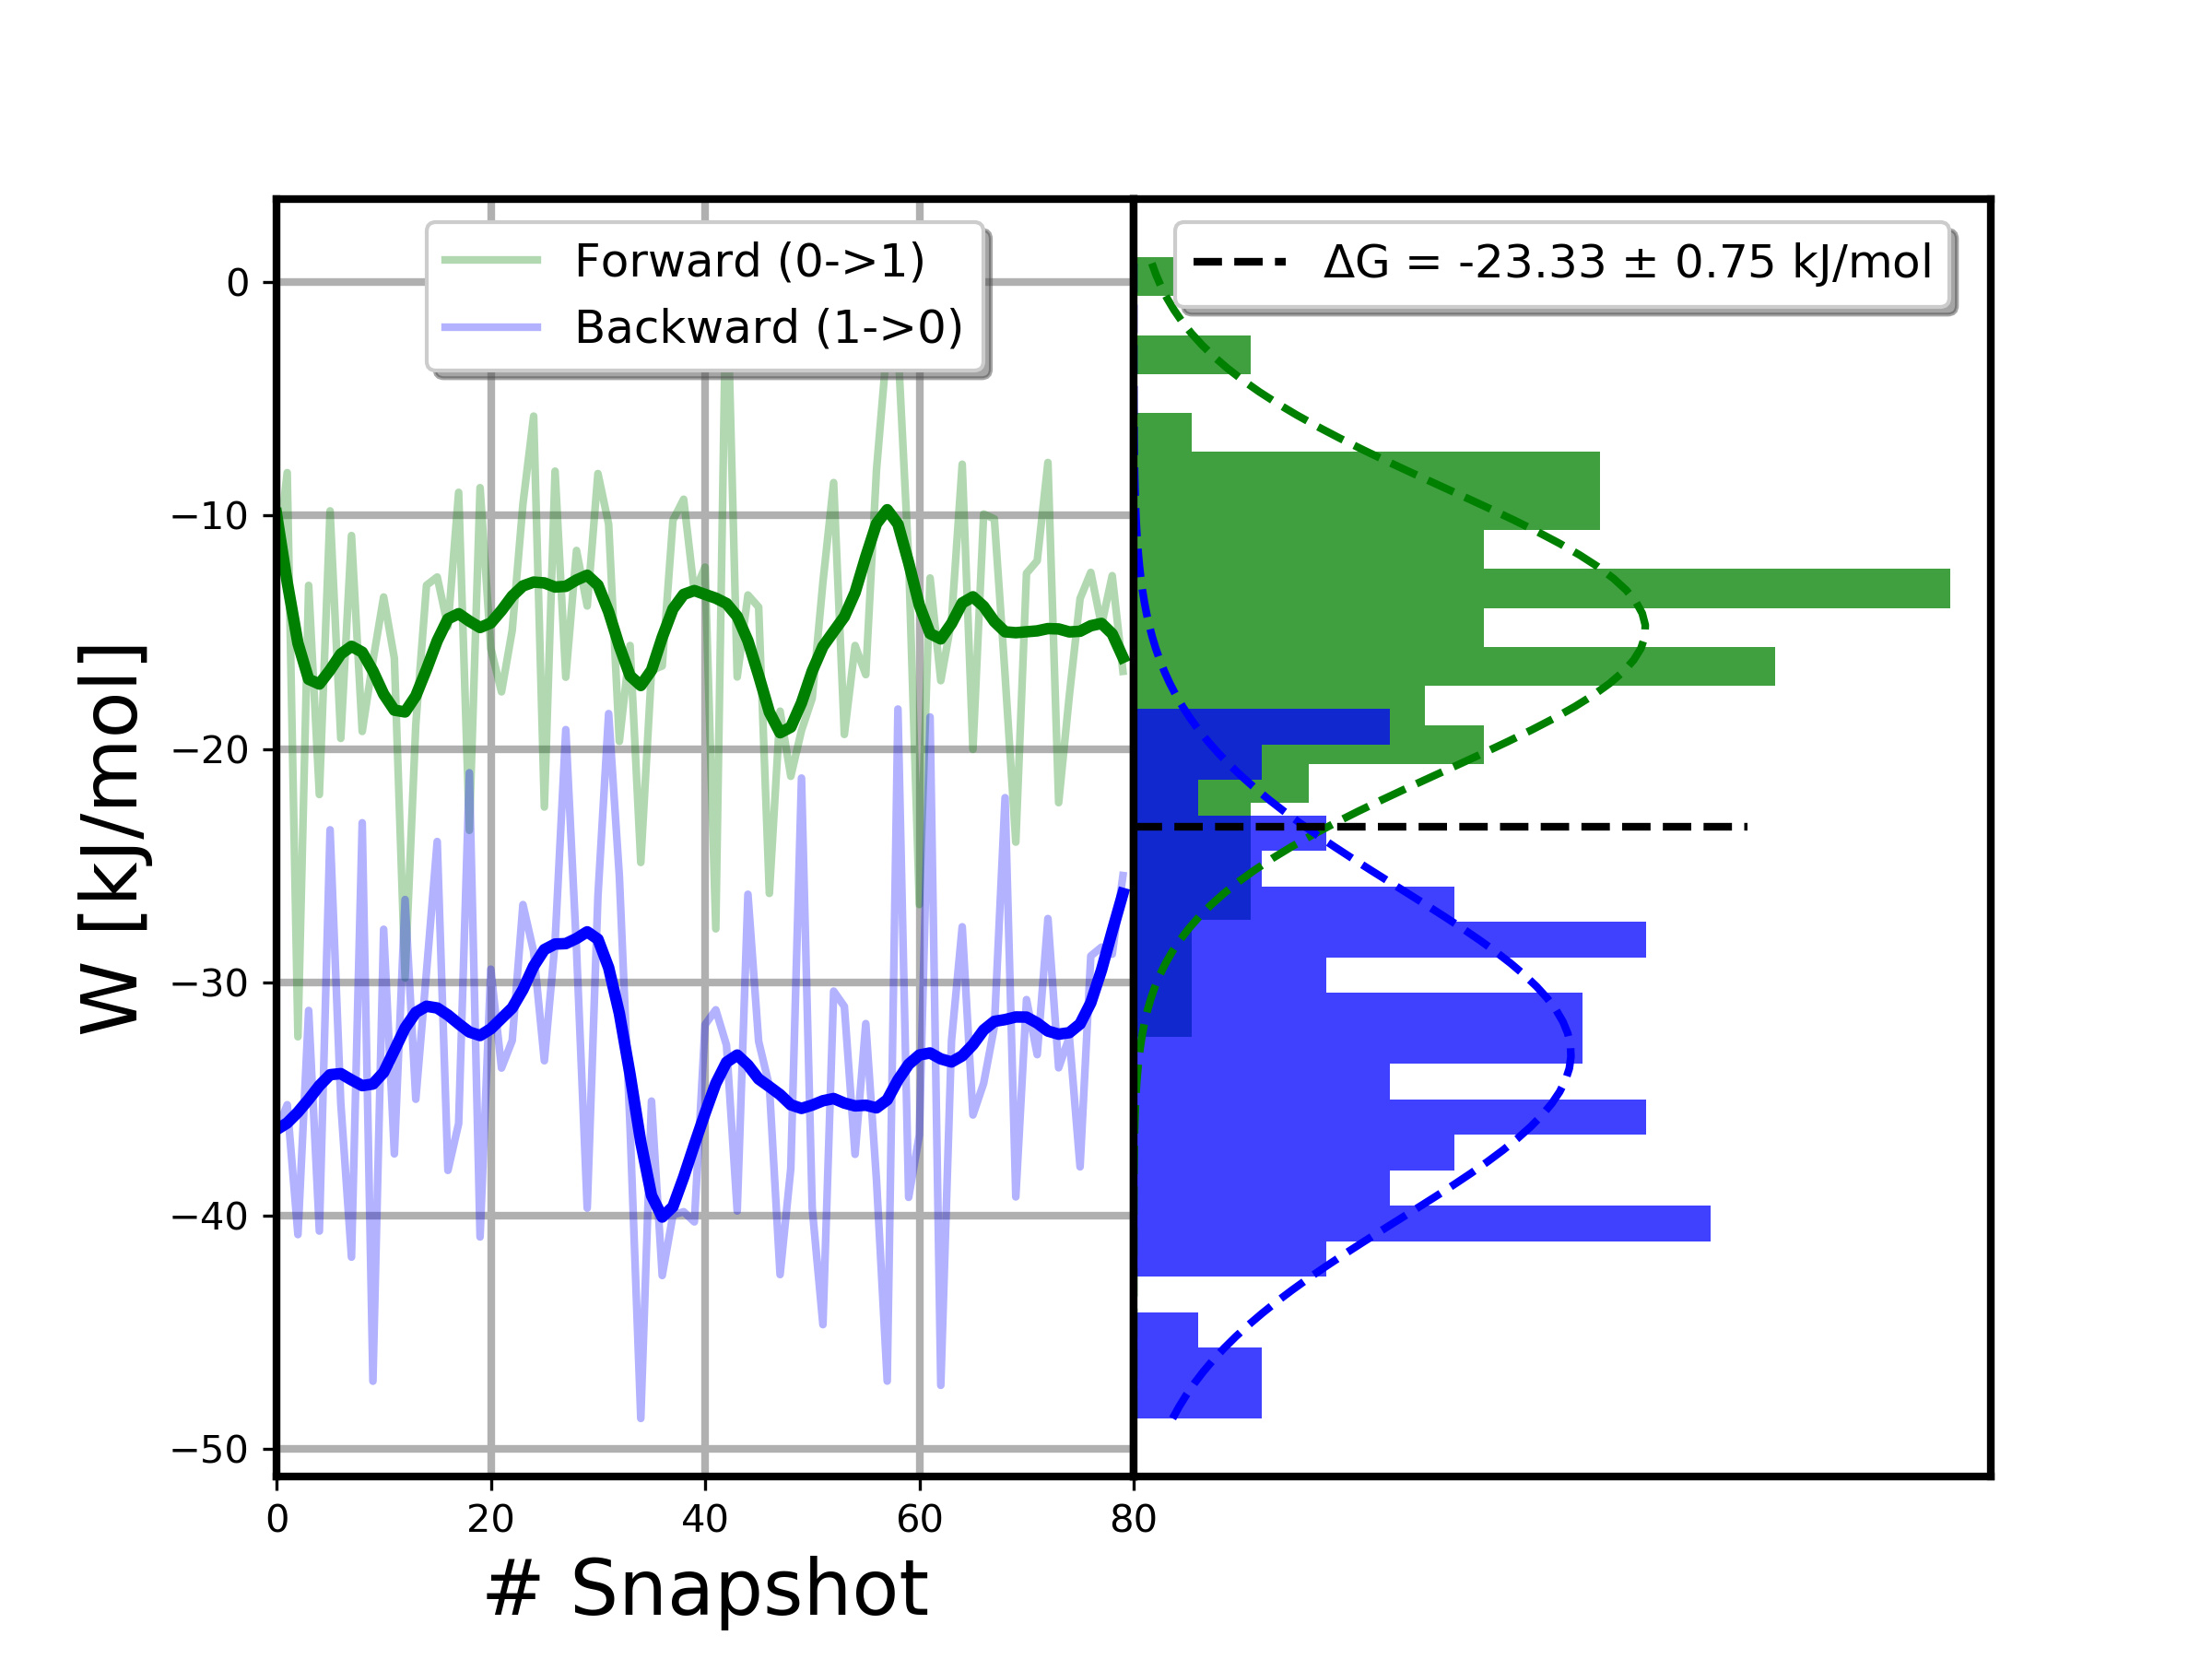 Forward (0->1)
Backward (1->0)
ΔG = -23.33 ± 0.75 kJ/mol
W [kJ/mol]
0
−10
−20
−30
−40
−50
0 20 40 60 80
# Snapshot